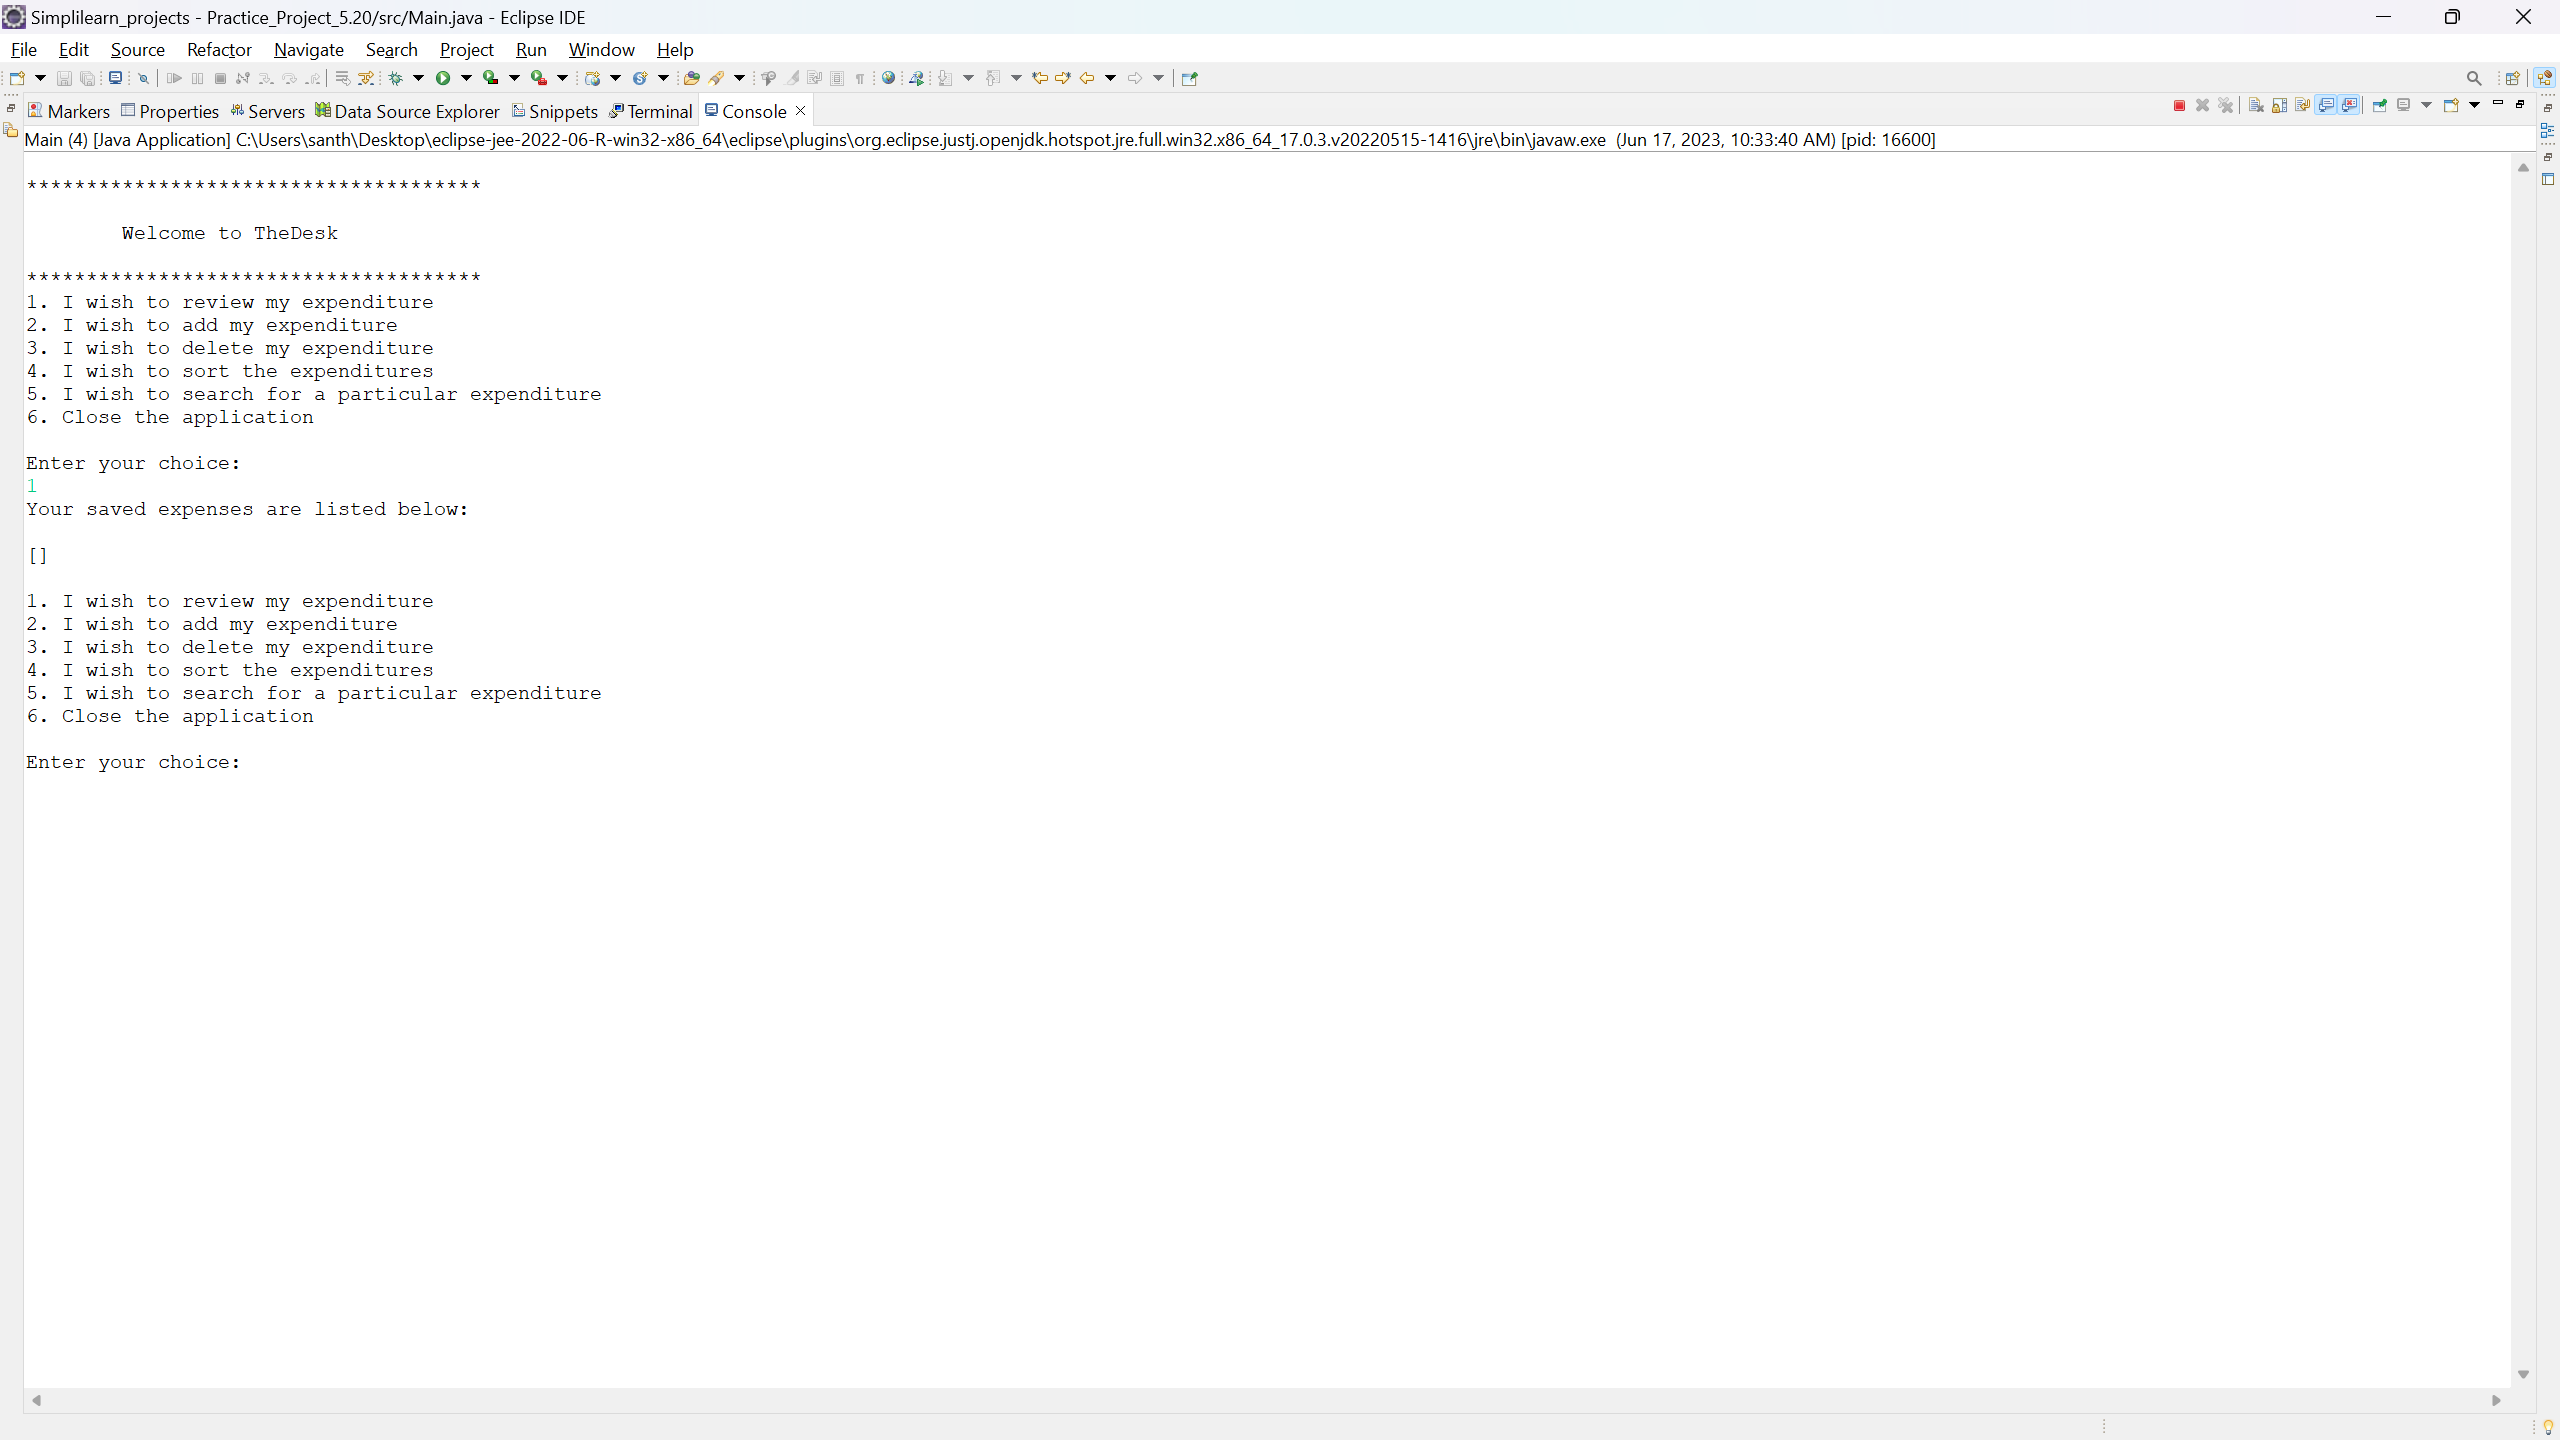 Simplilearn_projects - Practice_Project_5.20/src/Main.java - Eclipse IDE
File Edit Source Refactor Navigate Search Project Run Window Help
Markers Properties Servers Data Source Explorer Snippets Terminal Console
Main (4) [Java Application] C:\Users\santh\Desktop\eclipse-jee-2022-06-R-win32-x86_64\eclipse\plugins\org.eclipse.justj.openjdk.hotspot.jre.full.win32.x86_64_17.0.3.v20220515-1416\jre\bin\javaw.exe (Jun 17, 2023, 10:33:40 AM) [pid: 16600]
**************************************
Welcome to TheDesk
**************************************
1. I wish to review my expenditure
2. I wish to add my expenditure
3. I wish to delete my expenditure
4. I wish to sort the expenditures
5. I wish to search for a particular expenditure
6. Close the application
Enter your choice:
1
Your saved expenses are listed below:
[]
1. I wish to review my expenditure
2. I wish to add my expenditure
3. I wish to delete my expenditure
4. I wish to sort the expenditures
5. I wish to search for a particular expenditure
6. Close the application
Enter your choice: